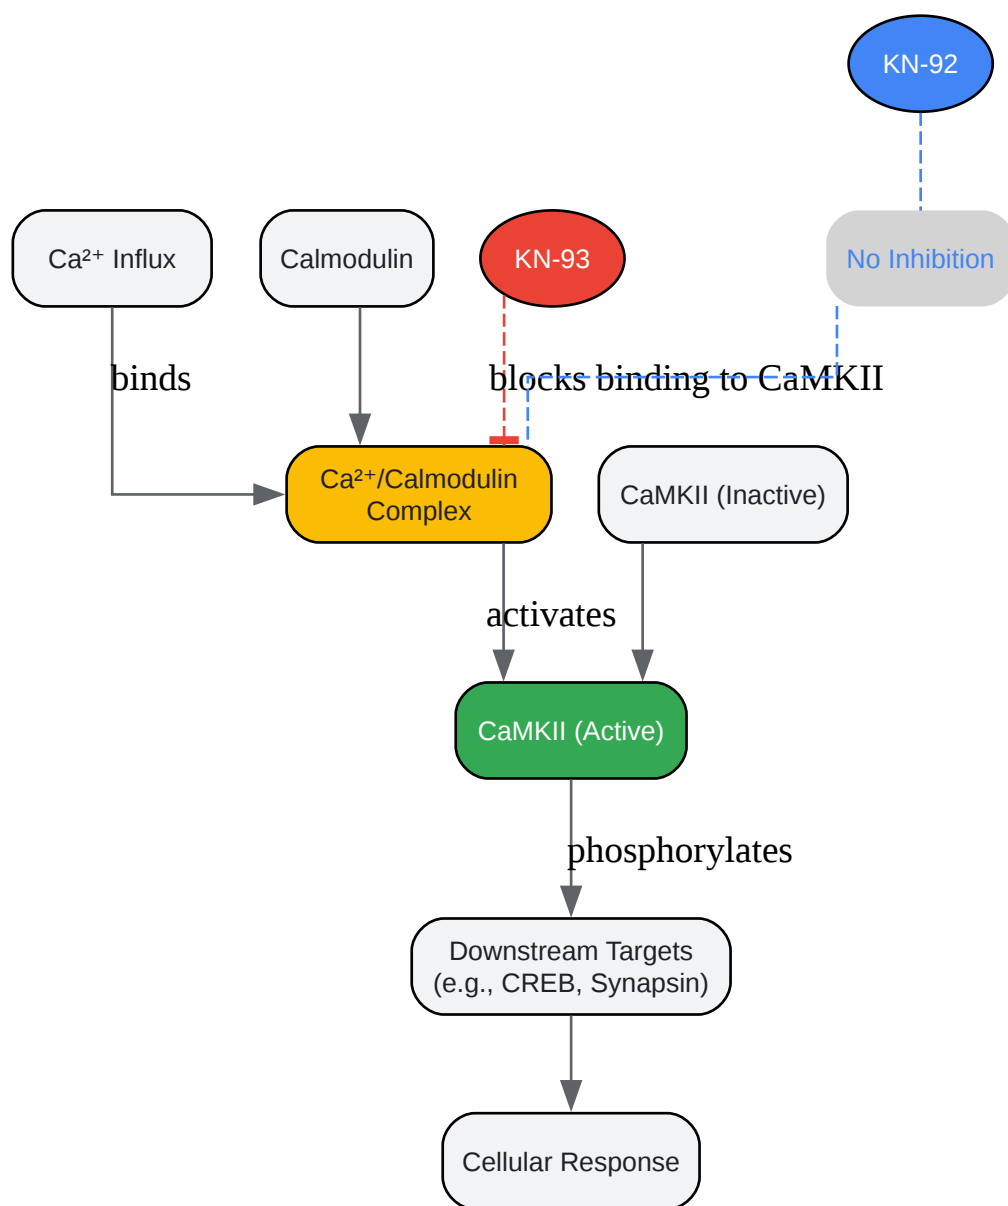 KN-92
Ca²⁺ Influx
Calmodulin
KN-93
No Inhibition
binds
blocks binding to CaMKII
Ca²⁺/Calmodulin
Complex
CaMKII (Inactive)
activates
CaMKII (Active)
phosphorylates
Downstream Targets
(e.g., CREB, Synapsin)
Cellular Response